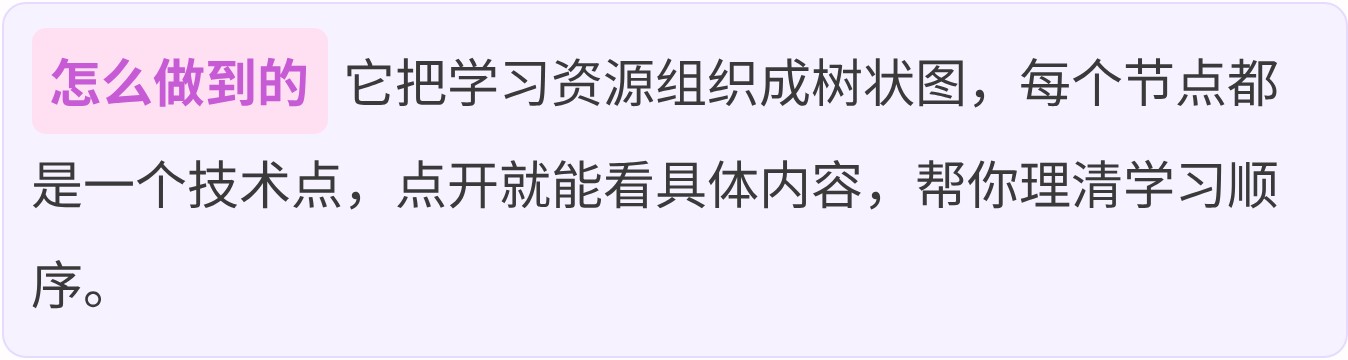 怎么做到的 它把学习资源组织成树状图，每个节点都
是一个技术点，点开就能看具体内容，帮你理清学习顺
序。